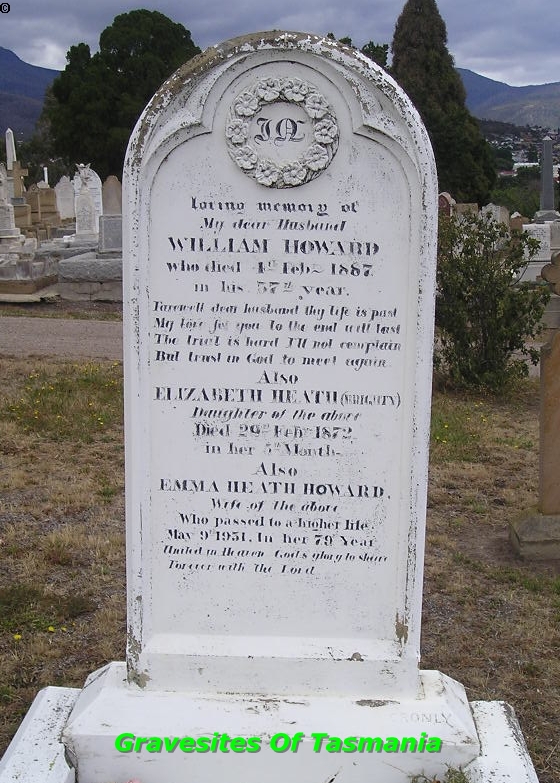 ©
IN
loving memory of
My dear Husband
WILLIAM HOWARD
who died 4th Feby 1887
in his 57th year.
Farewell dear husband thy life is past
My love for you to the end will last
The trial is hard I'll not complain
But trust in God to meet again
Also
ELIZABETH HEATH (BRIGHTY)
Daughter of the above
Died 29th Feby 1872
in her 5th Month.
Also
EMMA HEATH HOWARD,
Wife of the above
Who passed to a higher life,
May 9th 1931. In her 79th Year
United in Heaven God's glory to share
Forever with the Lord
Gravesites Of Tasmania